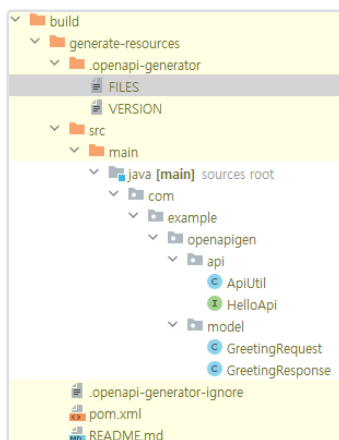 build
generate-resources
.openapi-generator
FILES
VERSION
src
main
java [main] sources root
com
example
openapigen
api
ApiUtil
HelloApi
model
GreetingRequest
GreetingResponse
.openapi-generator-ignore
pom.xml
README.md